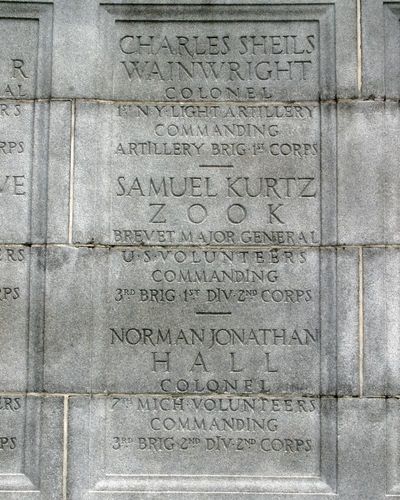 CHARLES SHEILS
WAINWRIGHT
COLONEL
1ST N·Y·LIGHT ARTILLERY
COMMANDING
ARTILLERY BRIG·1ST CORPS
SAMUEL KURTZ
ZOOK
BREVET MAJOR GENERAL
U·S·VOLUNTEERS
COMMANDING
3RD BRIG·1ST DIV·2ND CORPS
NORMAN JONATHAN
HALL
COLONEL
7TH MICH·VOLUNTEERS
COMMANDING
3RD BRIG·2ND DIV·2ND CORPS